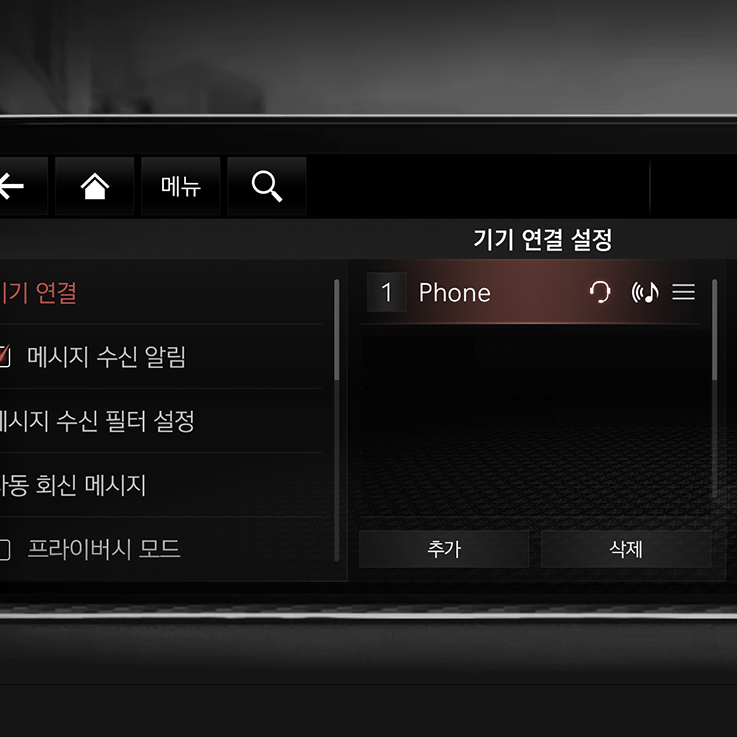 메뉴
기기 연결 설정
기기 연결
메시지 수신 알림
메시지 수신 필터 설정
자동 회신 메시지
프라이버시 모드
1 Phone
추가
삭제